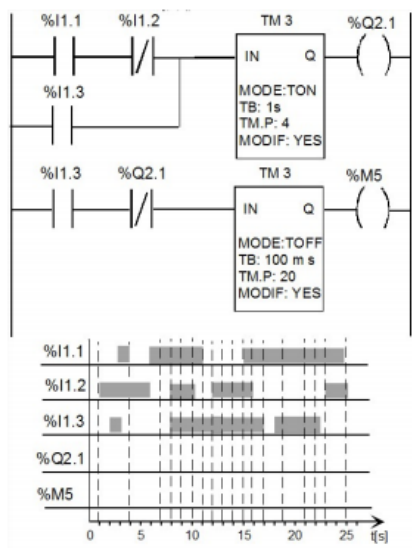 %I1.1 %I1.2 TM 3 %Q2.1
IN Q
%I1.3
MODE:TON
TB: 1s
TM.P: 4
MODIF: YES
%I1.3 %Q2.1 TM 3 %M5
IN Q
MODE:TOFF
TB: 100 m s
TM.P: 20
MODIF: YES
%I1.1
%I1.2
%I1.3
%Q2.1
%M5
0 5 10 15 20 25 t[s]